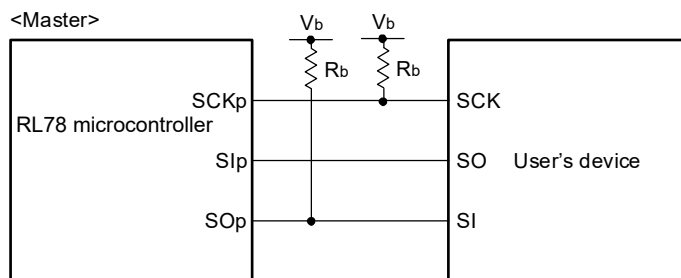 <Master>
Vb
Vb
Rb
Rb
SCKp
SCK
RL78 microcontroller
SIp
SO
User's device
SOp
SI